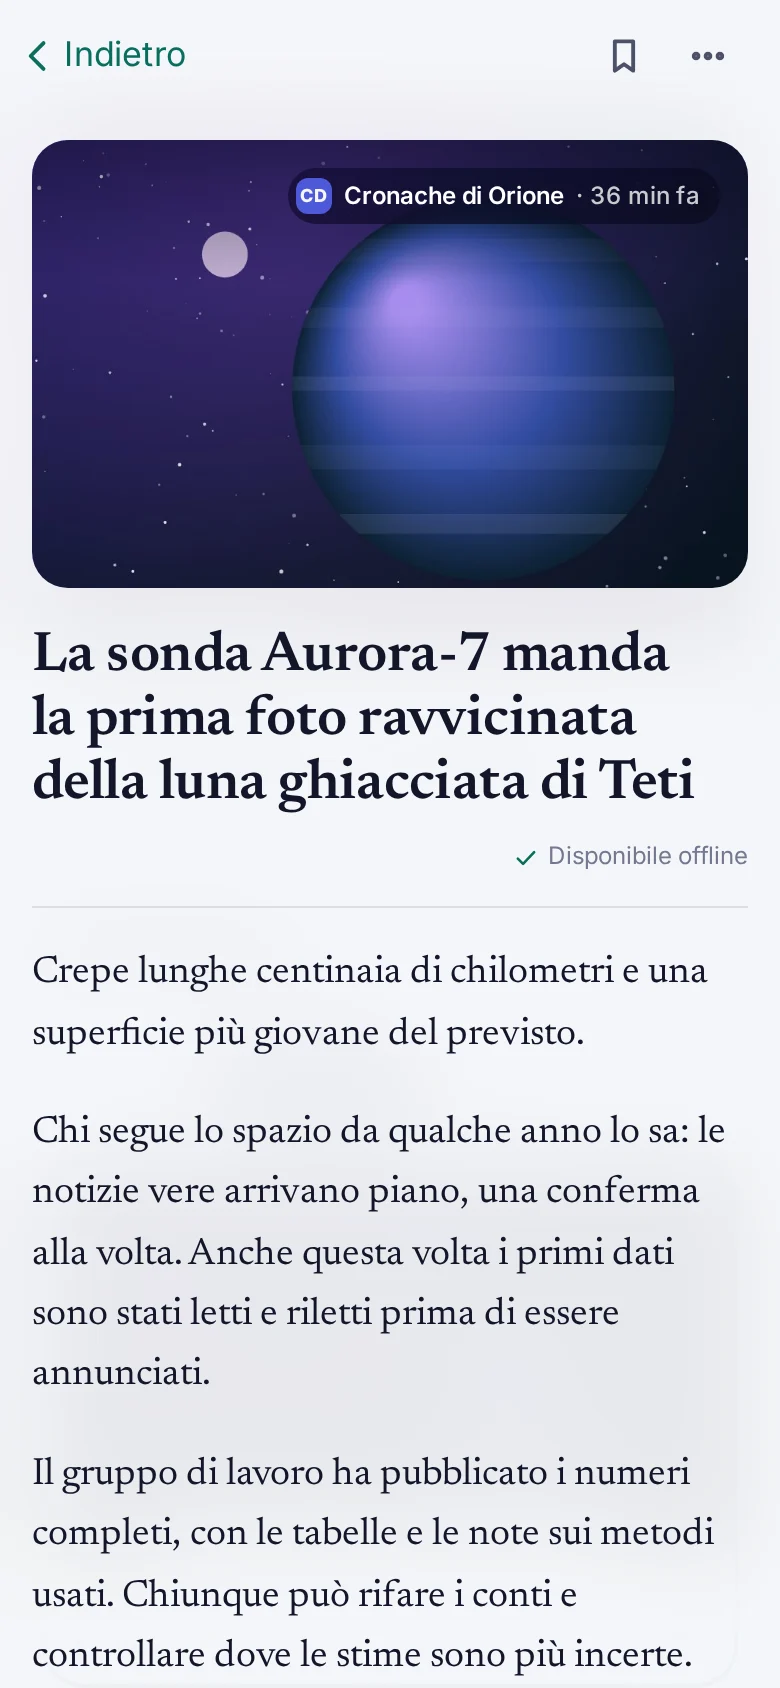 Indietro
CD Cronache di Orione · 36 min fa
La sonda Aurora-7 manda
la prima foto ravvicinata
della luna ghiacciata di Teti
Disponibile offline
Crepe lunghe centinaia di chilometri e una
superficie più giovane del previsto.
Chi segue lo spazio da qualche anno lo sa: le
notizie vere arrivano piano, una conferma
alla volta. Anche questa volta i primi dati
sono stati letti e riletti prima di essere
annunciati.
Il gruppo di lavoro ha pubblicato i numeri
completi, con le tabelle e le note sui metodi
usati. Chiunque può rifare i conti e
controllare dove le stime sono più incerte.